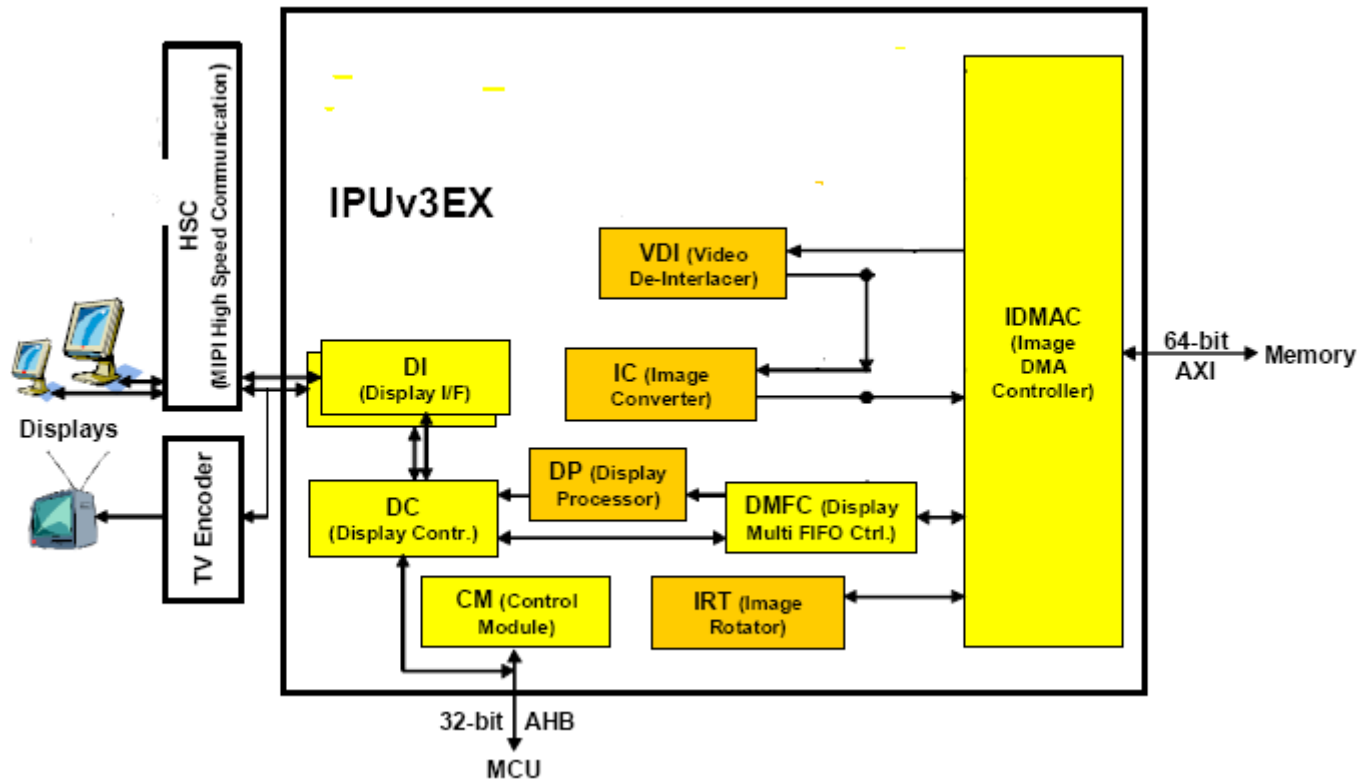 IPUv3EX
HSC
(MIPI High Speed Communication)
VDI (Video
De-Interlacer)
IDMAC
(Image
DMA
Controller)
64-bit
AXI
Memory
DI
(Display I/F)
IC (Image
Converter)
Displays
TV Encoder
DC
(Display Contr.)
DP (Display
Processor)
DMFC (Display
Multi FIFO Ctrl.)
CM (Control
Module)
IRT (Image
Rotator)
32-bit
AHB
MCU